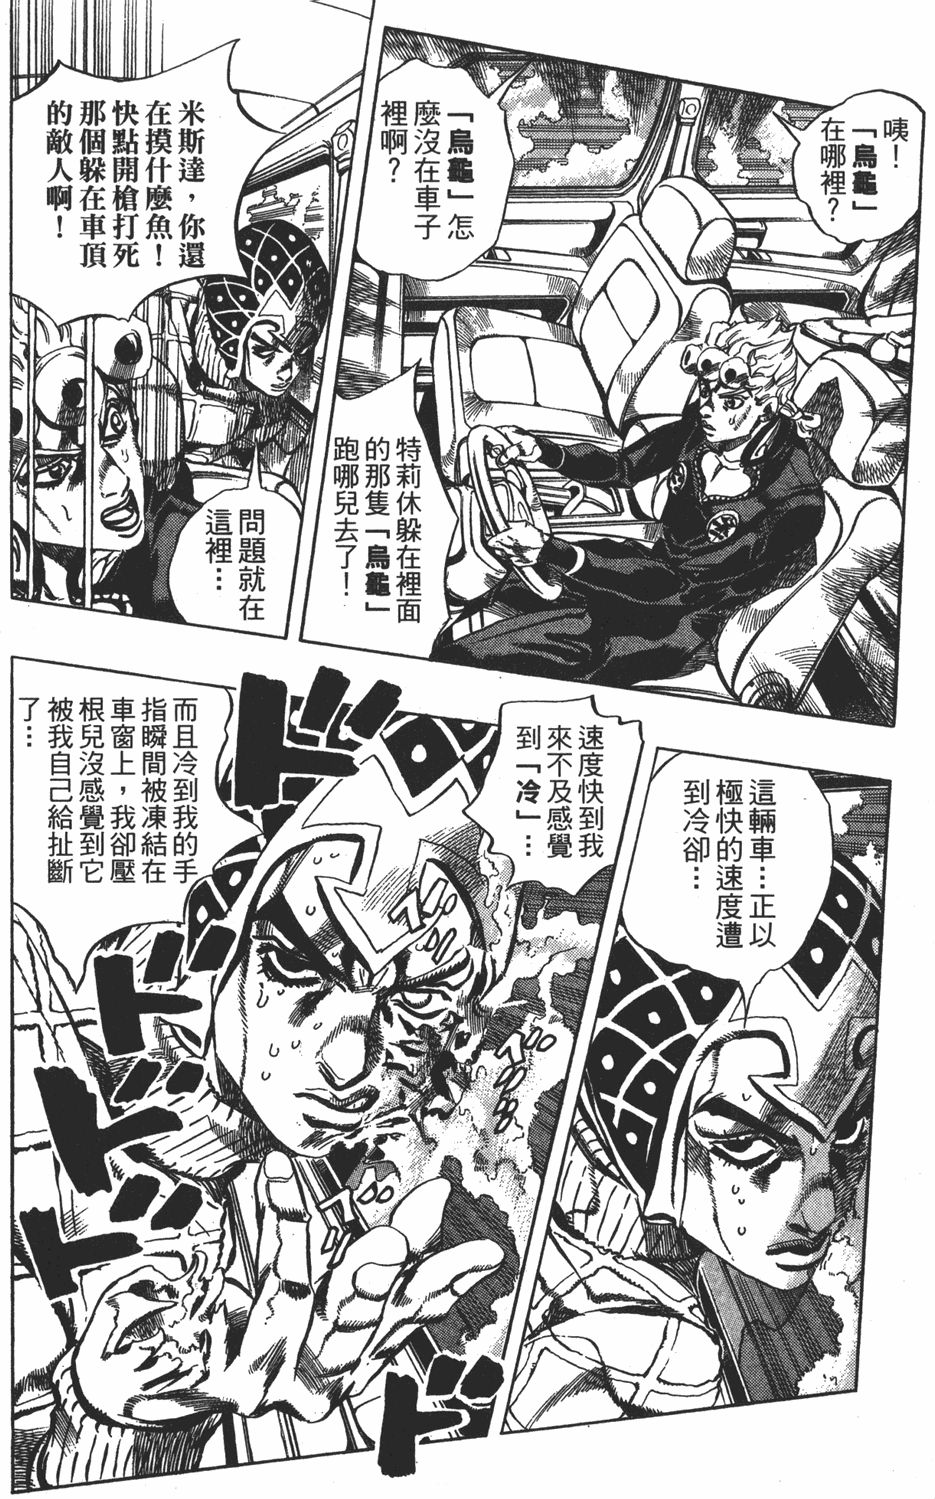 咦！
「烏龜」
在哪裡？
「烏龜」怎
麼沒在車子
裡啊？
特莉休躲在裡面
的那隻「烏龜」
跑哪兒去了！
米斯達，你還
在摸什麼魚！
快點開槍打死
那個躲在車頂
的敵人啊！
問題就在
這裡…
這輛車…正以
極快的速度遭
到冷卻…
速度快到我
來不及感覺
到「冷」…
而且冷到我的手
指瞬間被凍結在
車窗上，我卻壓
根兒沒感覺到它
被我自己給扯斷
了…
ドドドド
ド